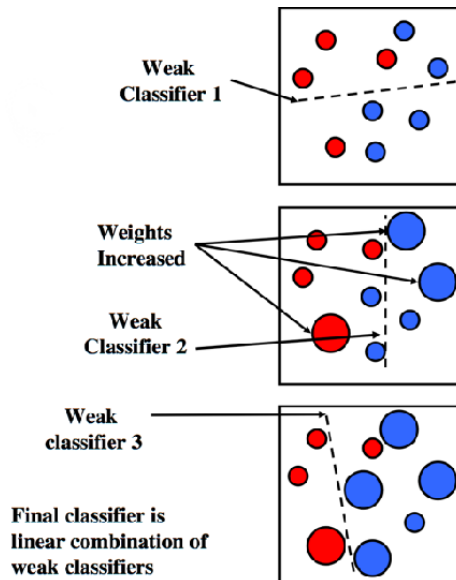 Weak
Classifier 1
Weights
Increased
Weak
Classifier 2
Weak
classifier 3
Final classifier is
linear combination of
weak classifiers